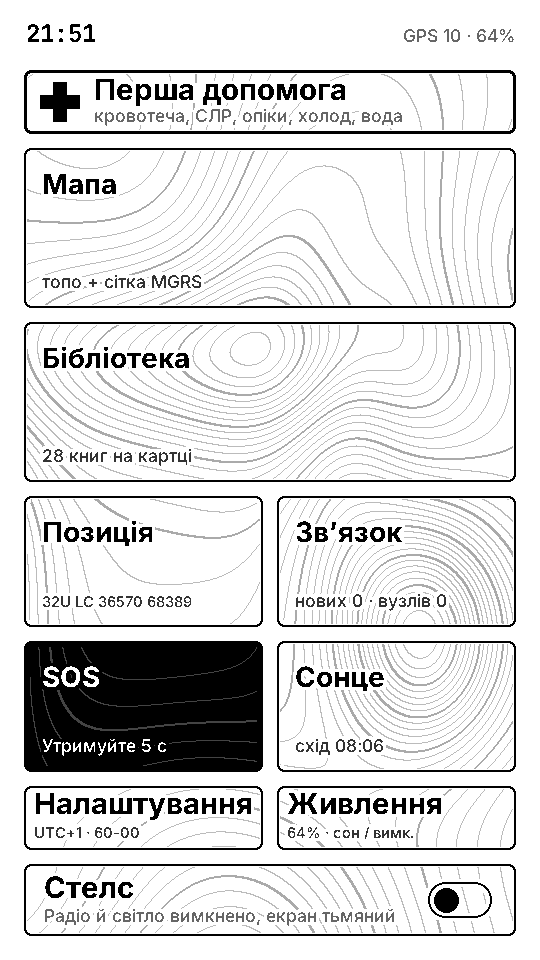 21:51
GPS 10 · 64%
Перша допомога
кровотеча, СЛР, опіки, холод, вода
Мапа
топо + сітка MGRS
Бібліотека
28 книг на картці
Позиція
32U LC 36570 68389
Зв’язок
нових 0 · вузлів 0
SOS
Утримуйте 5 с
Сонце
схід 08:06
Налаштування
UTC+1 · 60-00
Живлення
64% · сон / вимк.
Стелс
Радіо й світло вимкнено, екран тьмяний